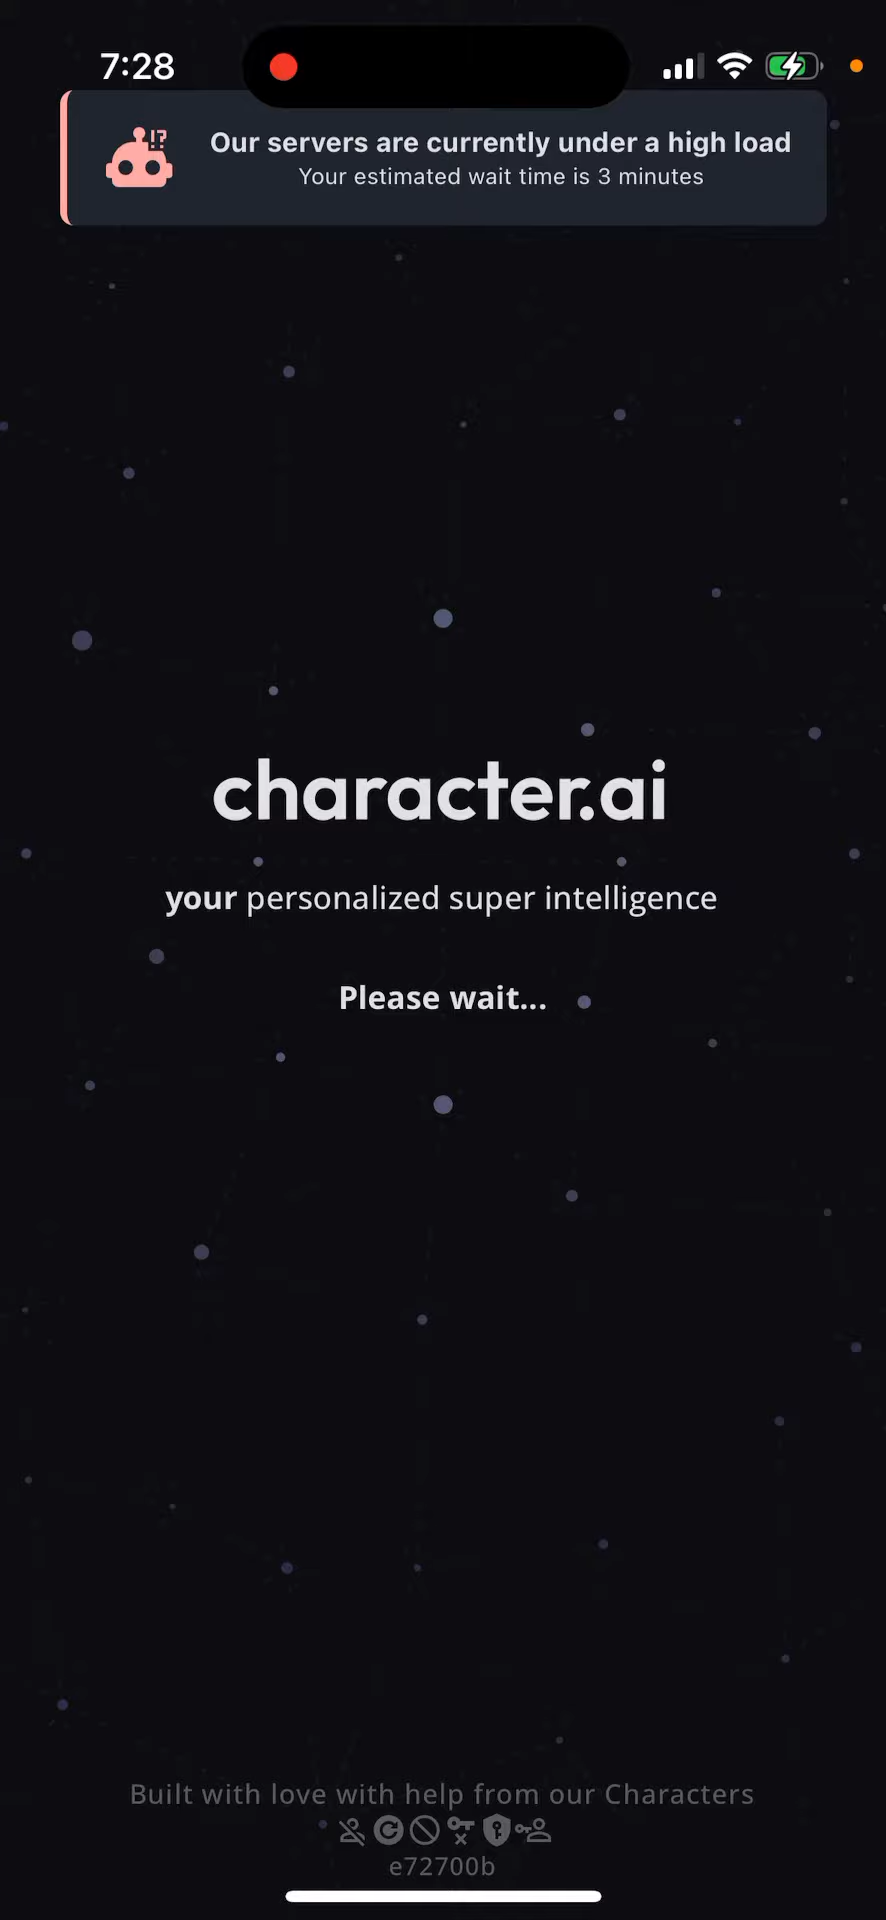 7:28
!?
Our servers are currently under a high load
Your estimated wait time is 3 minutes
character.ai
your personalized super intelligence
Please wait...
Built with love with help from our Characters
e72700b